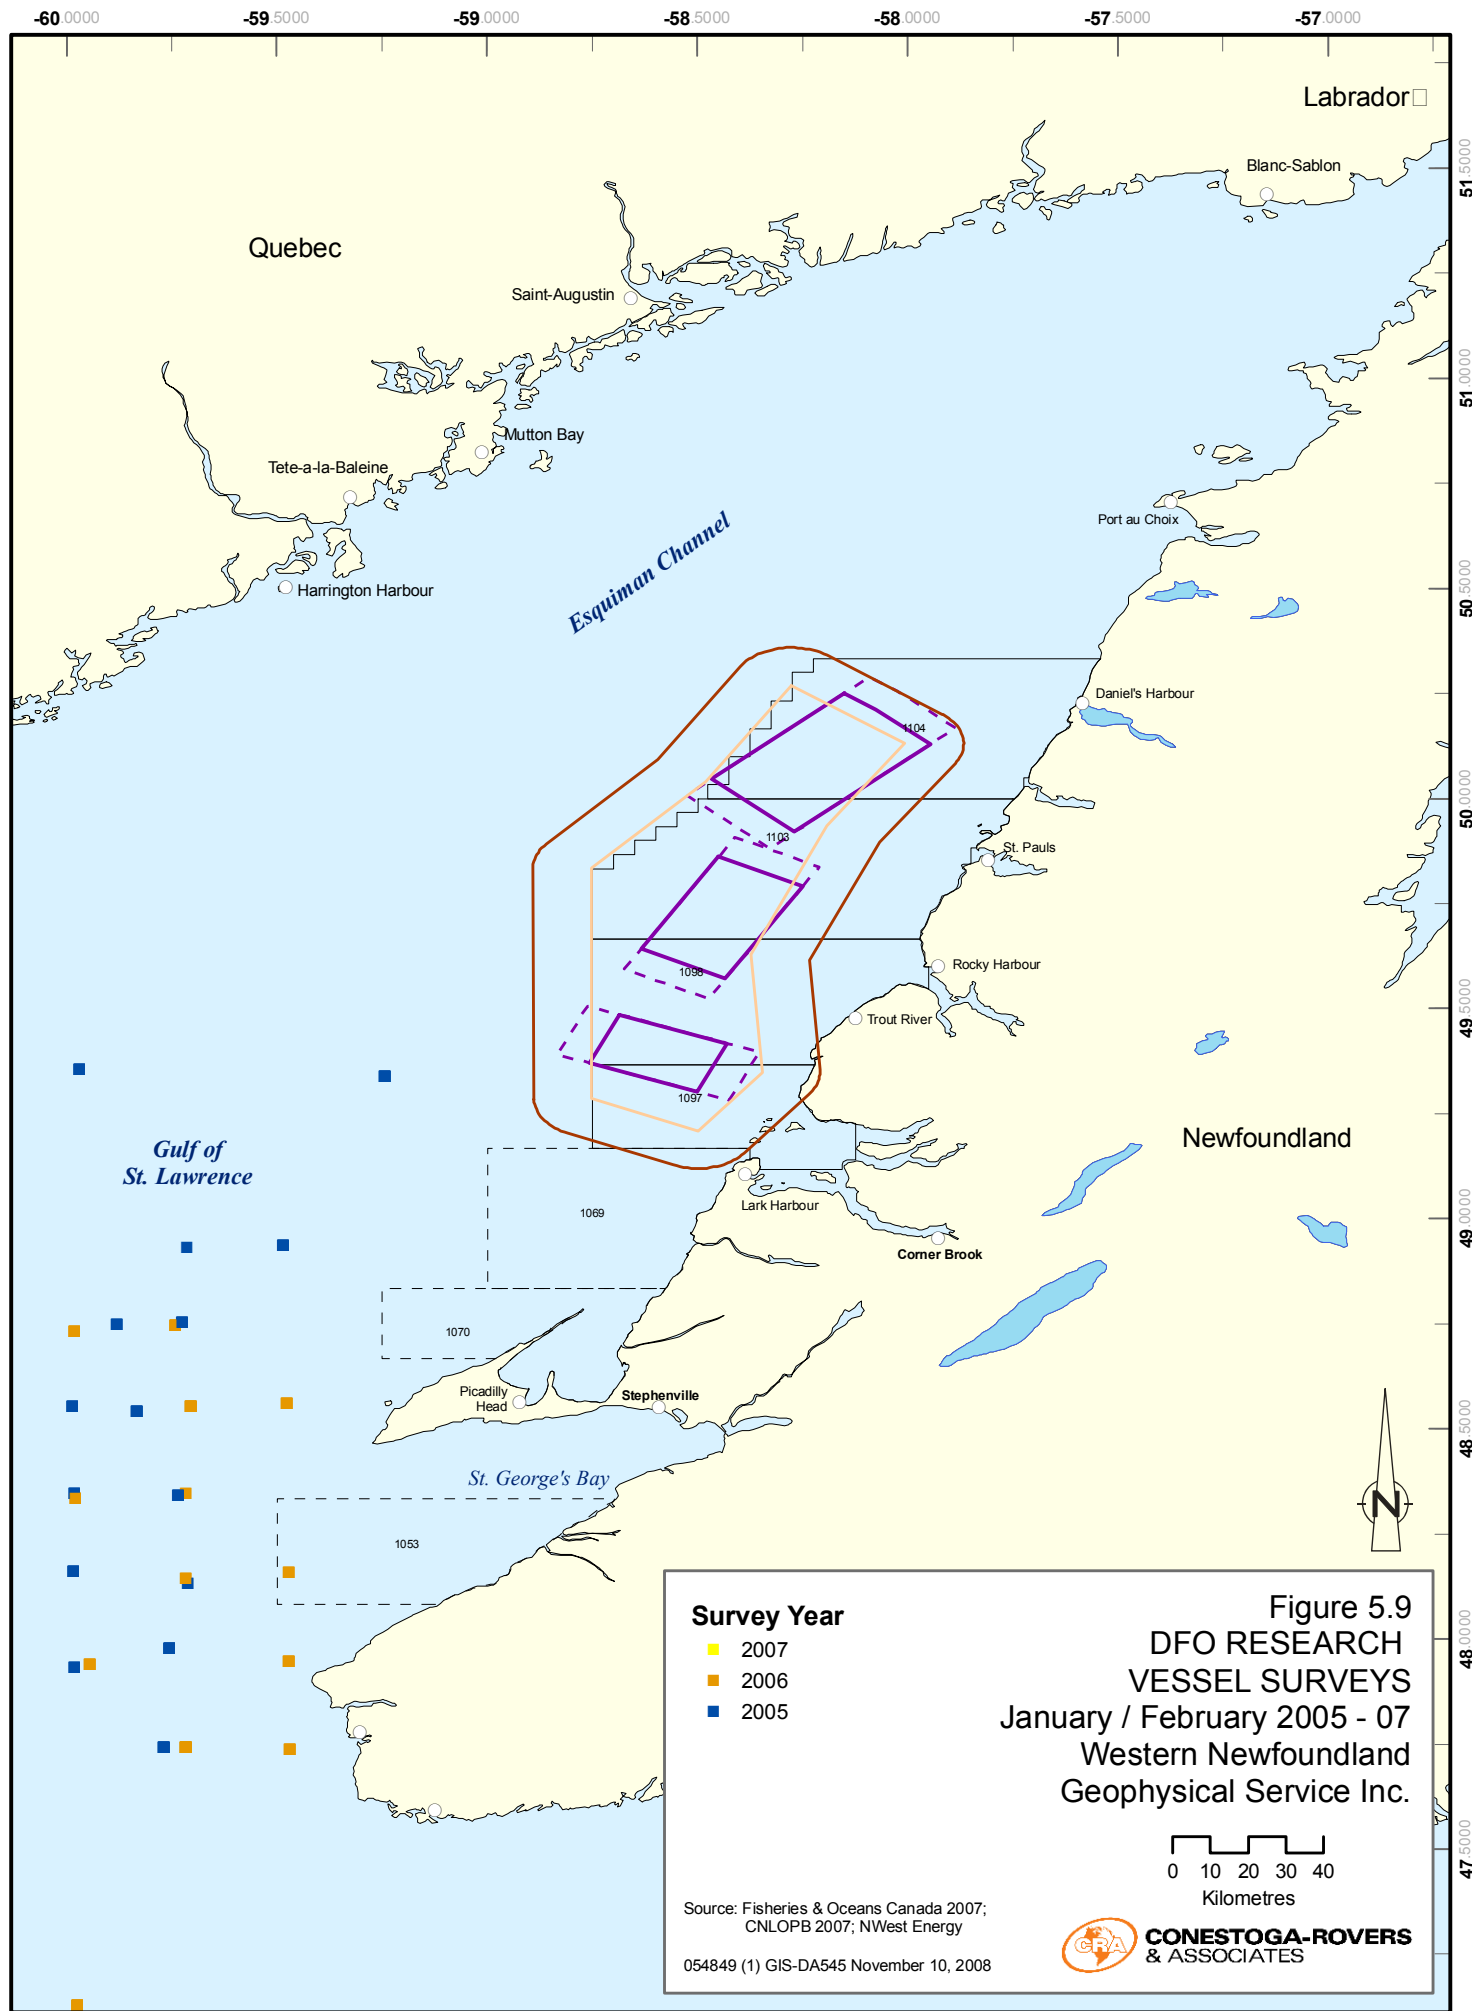 -60.0000 -59.5000 -59.0000 -58.5000 -58.0000 -57.5000 -57.0000
Labrador
Blanc-Sablon
51.5000
Quebec
Saint-Augustin
51.0000
Mutton Bay
Tete-a-la-Baleine
Port au Choix
Esquiman Channel
Harrington Harbour
50.5000
Daniel's Harbour
1104
50.0000
1103
St. Pauls
Rocky Harbour
1098
Trout River
49.5000
1097
Gulf of
St. Lawrence
Newfoundland
Lark Harbour
1069
49.0000
Corner Brook
1070
Picadilly
Head
Stephenville
48.5000
St. George's Bay
N
1053
Survey Year
2007
2006
2005
Figure 5.9
DFO RESEARCH
VESSEL SURVEYS
January / February 2005 - 07
Western Newfoundland
Geophysical Service Inc.
48.0000
47.5000
0 10 20 30 40
Kilometres
Source: Fisheries & Oceans Canada 2007;
CNLOPB 2007; NWest Energy
054849 (1) GIS-DA545 November 10, 2008
CRA
CONESTOGA-ROVERS
& ASSOCIATES